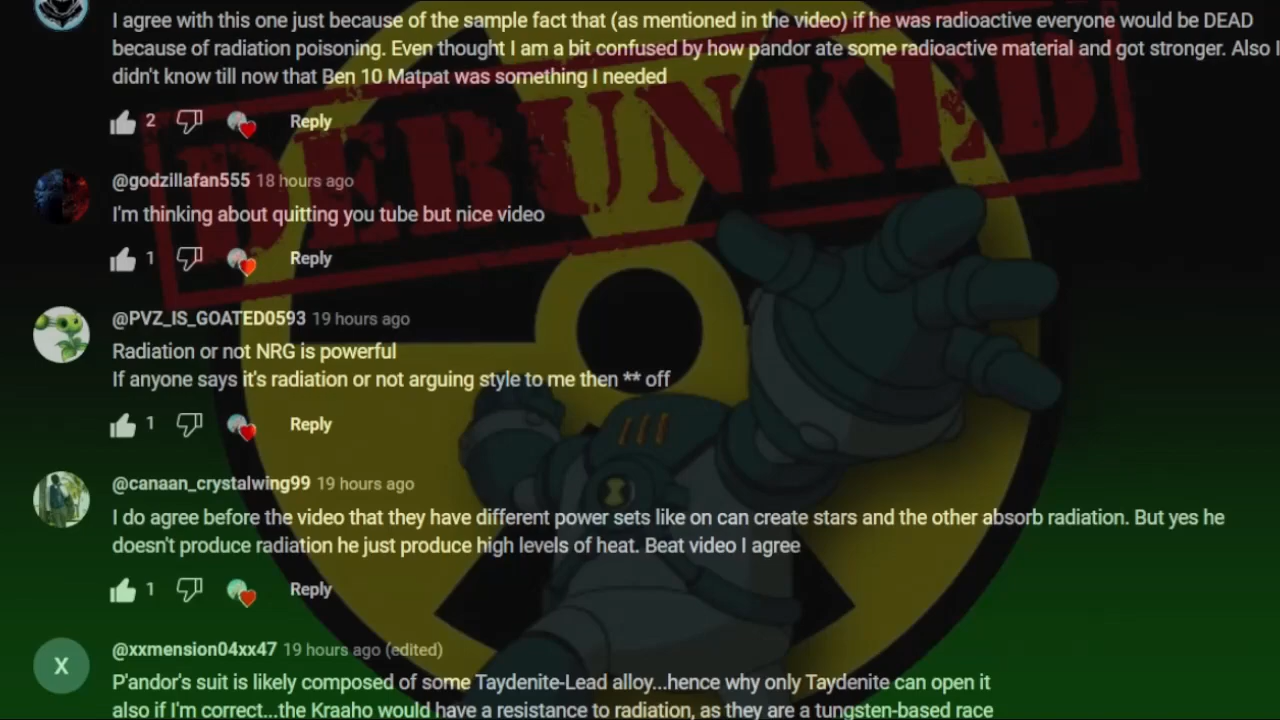 I agree with this one just because of the sample fact that (as mentioned in the video) if he was radioactive everyone would be DEAD
because of radiation poisoning. Even thought I am a bit confused by how pandor ate some radioactive material and got stronger. Also I
didn't know till now that Ben 10 Matpat was something I needed
2
Reply
DEBUNKED
@godzillafan555 18 hours ago
I'm thinking about quitting you tube but nice video
1
Reply
@PVZ_IS_GOATED0593 19 hours ago
Radiation or not NRG is powerful
If anyone says it's radiation or not arguing style to me then ** off
1
Reply
@canaan_crystalwing99 19 hours ago
I do agree before the video that they have different power sets like on can create stars and the other absorb radiation. But yes he
doesn't produce radiation he just produce high levels of heat. Beat video I agree
1
Reply
X
@xxmension04xx47 19 hours ago (edited)
P'andor's suit is likely composed of some Taydenite-Lead alloy...hence why only Taydenite can open it
also if I'm correct...the Kraaho would have a resistance to radiation, as they are a tungsten-based race